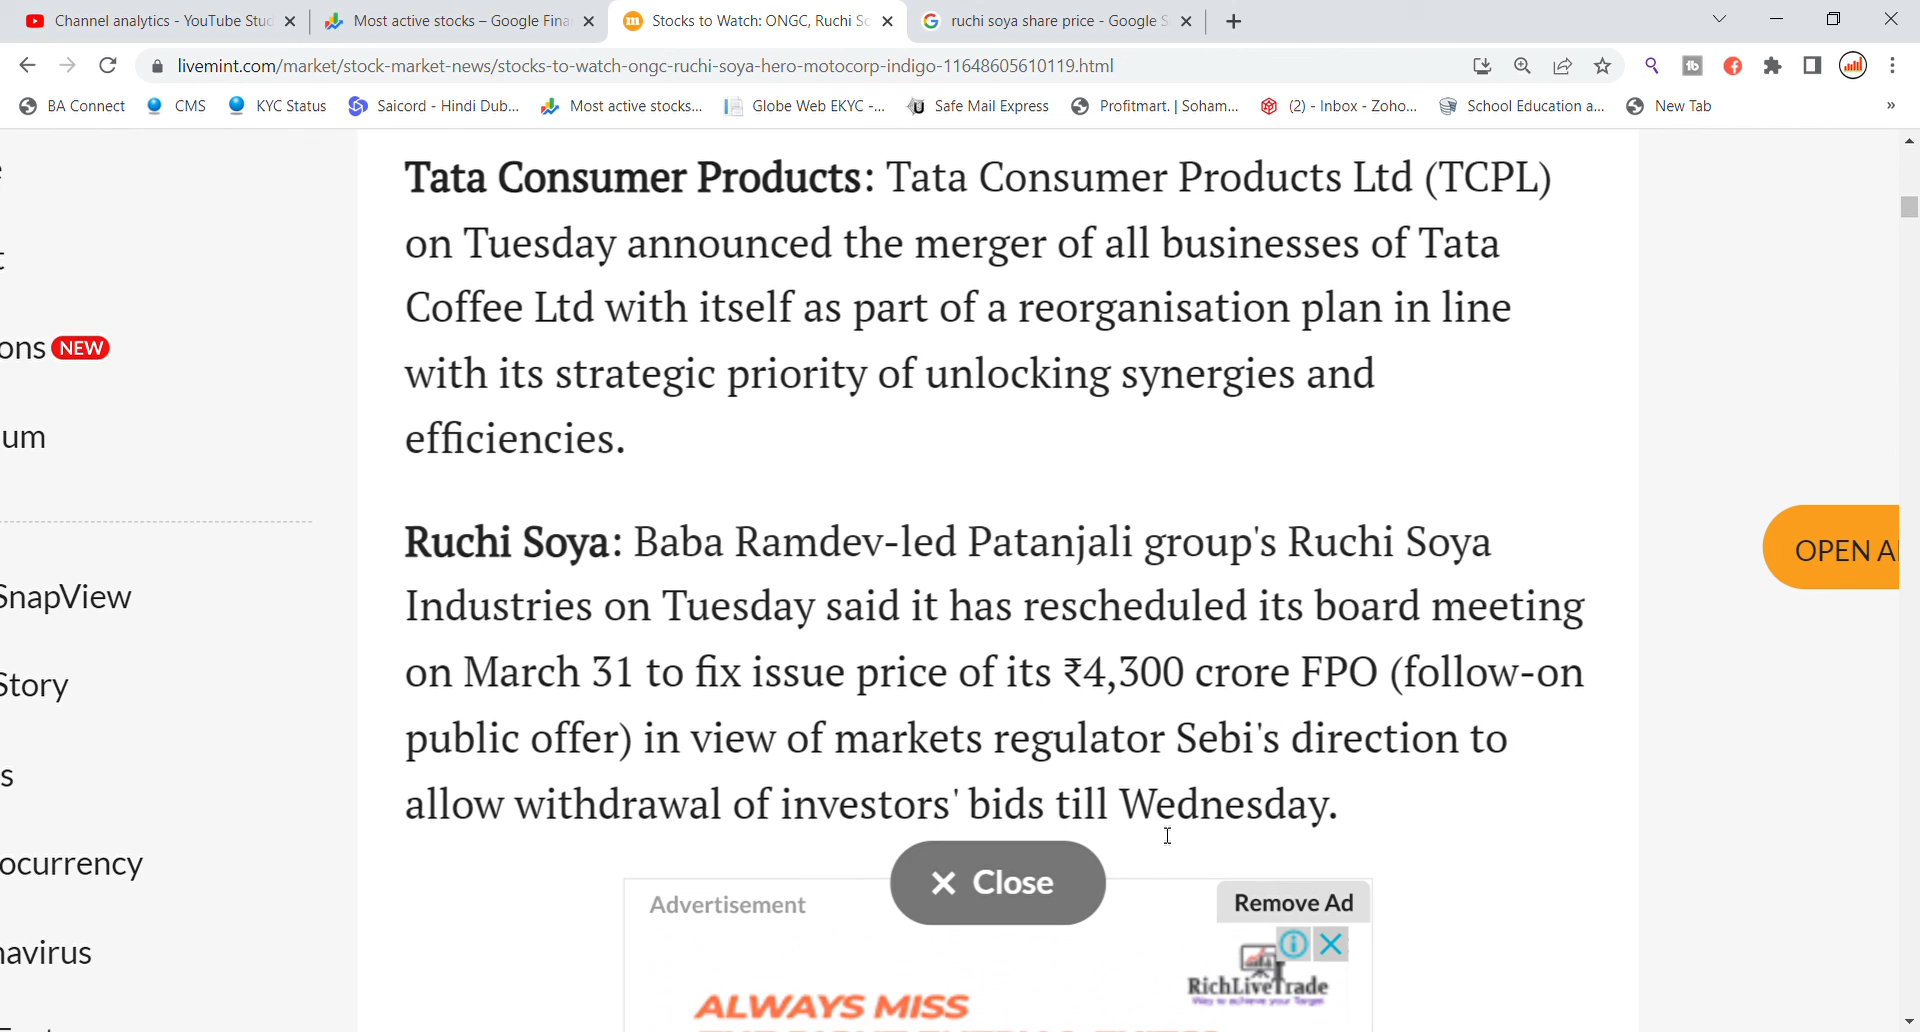 Channel analytics - YouTube Stud
Most active stocks – Google Fina
Stocks to Watch: ONGC, Ruchi So
ruchi soya share price - Google S
livemint.com/market/stock-market-news/stocks-to-watch-ongc-ruchi-soya-hero-motocorp-indigo-11648605610119.html
BA Connect CMS KYC Status Saicord - Hindi Dub... Most active stocks... Globe Web EKYC -... Safe Mail Express Profitmart. | Soham... (2) - Inbox - Zoho... School Education a... New Tab »
Tata Consumer Products: Tata Consumer Products Ltd (TCPL)
on Tuesday announced the merger of all businesses of Tata
Coffee Ltd with itself as part of a reorganisation plan in line
with its strategic priority of unlocking synergies and
efficiencies.
ons NEW
um
SnapView
Story
s
ocurrency
navirus
Ruchi Soya: Baba Ramdev-led Patanjali group's Ruchi Soya
Industries on Tuesday said it has rescheduled its board meeting
on March 31 to fix issue price of its ₹4,300 crore FPO (follow-on
public offer) in view of markets regulator Sebi's direction to
allow withdrawal of investors' bids till Wednesday.
OPEN A
× Close
Advertisement
Remove Ad
RichLiveTrade
Way to achieve your Target
ALWAYS MISS